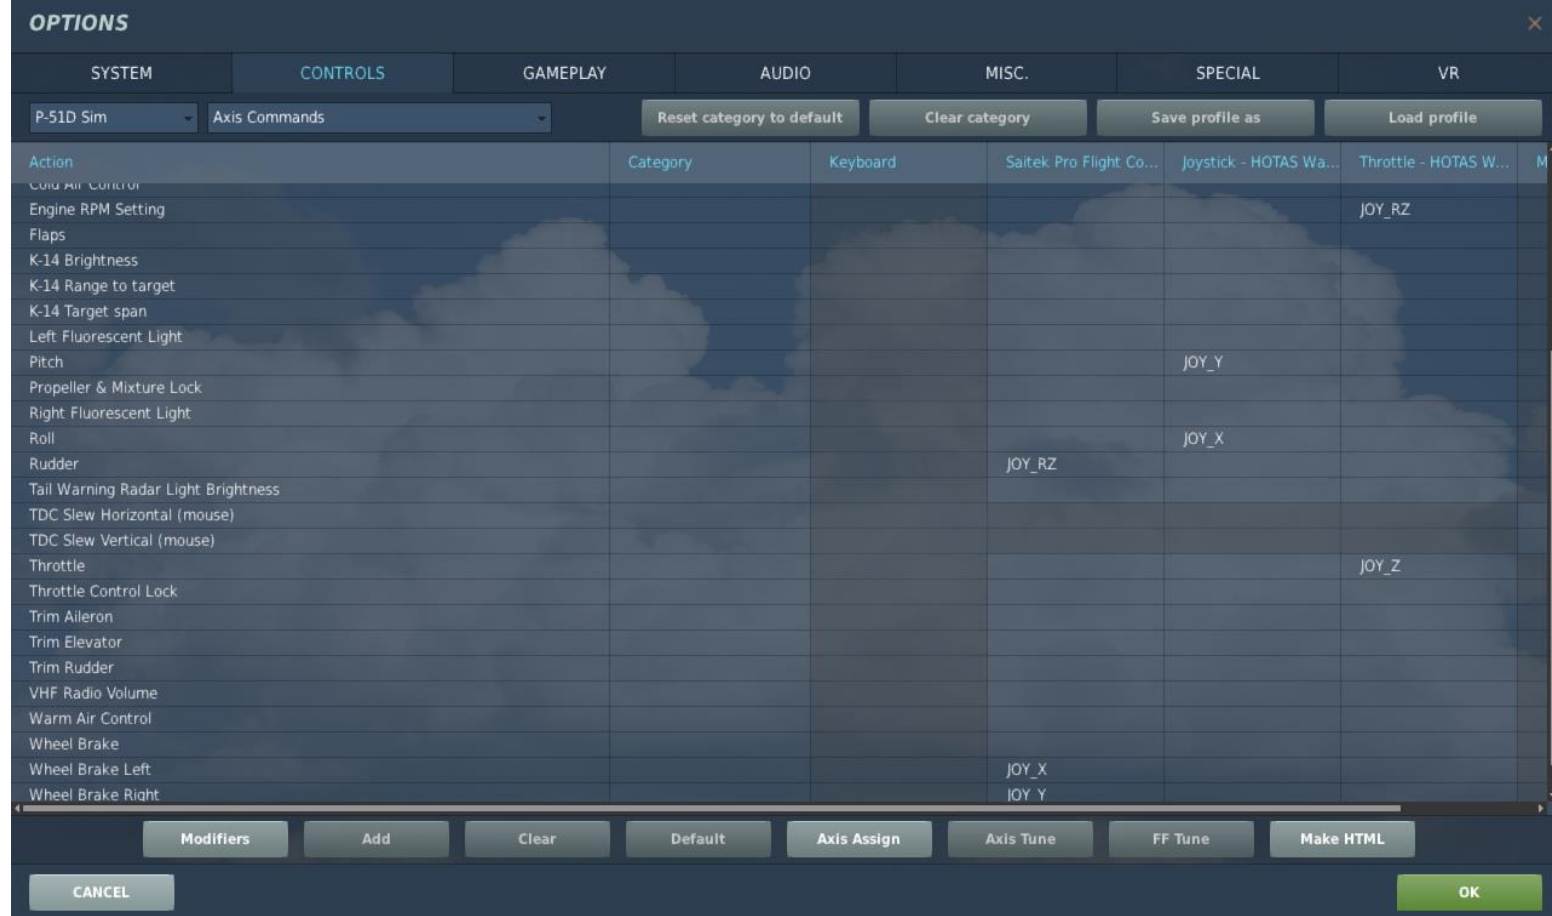 OPTIONS
SYSTEM CONTROLS GAMEPLAY AUDIO MISC. SPECIAL VR
P-51D Sim Axis Commands Reset category to default Clear category Save profile as Load profile
Action Category Keyboard Saitek Pro Flight Co... Joystick - HOTAS Wa... Throttle - HOTAS W... M
Cold Air Control
Engine RPM Setting JOY_RZ
Flaps
K-14 Brightness
K-14 Range to target
K-14 Target span
Left Fluorescent Light
Pitch JOY_Y
Propeller & Mixture Lock
Right Fluorescent Light
Roll JOY_X
Rudder JOY_RZ
Tail Warning Radar Light Brightness
TDC Slew Horizontal (mouse)
TDC Slew Vertical (mouse)
Throttle JOY_Z
Throttle Control Lock
Trim Aileron
Trim Elevator
Trim Rudder
VHF Radio Volume
Warm Air Control
Wheel Brake
Wheel Brake Left JOY_X
Wheel Brake Right JOY_Y
Modifiers Add Clear Default Axis Assign Axis Tune FF Tune Make HTML
CANCEL OK